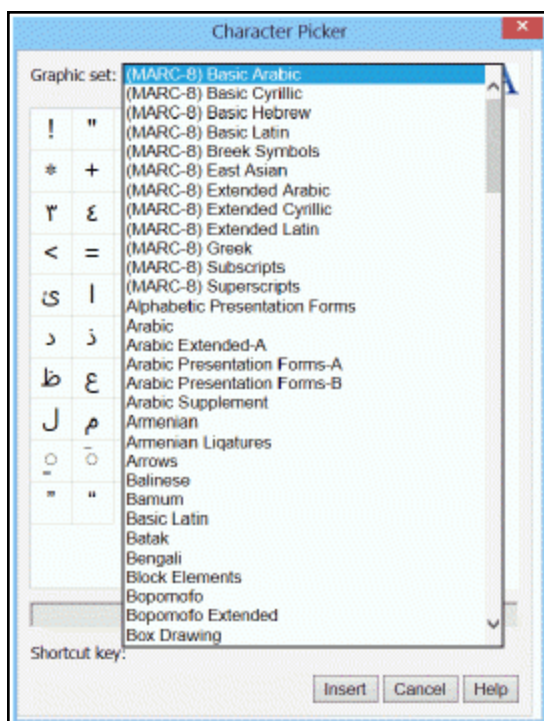 Character Picker
Graphic set: (MARC-8) Basic Arabic
(MARC-8) Basic Cyrillic
(MARC-8) Basic Hebrew
(MARC-8) Basic Latin
(MARC-8) Breek Symbols
(MARC-8) East Asian
(MARC-8) Extended Arabic
(MARC-8) Extended Cyrillic
(MARC-8) Extended Latin
(MARC-8) Greek
(MARC-8) Subscripts
(MARC-8) Superscripts
Alphabetic Presentation Forms
Arabic
Arabic Extended-A
Arabic Presentation Forms-A
Arabic Presentation Forms-B
Arabic Supplement
Armenian
Armenian Ligatures
Arrows
Balinese
Bamum
Basic Latin
Batak
Bengali
Block Elements
Bopomofo
Bopomofo Extended
Box Drawing
! "
* +
٣ ٤
< =
ئ ا
د ذ
ظ ع
ل م
" “
Shortcut key:
Insert Cancel Help